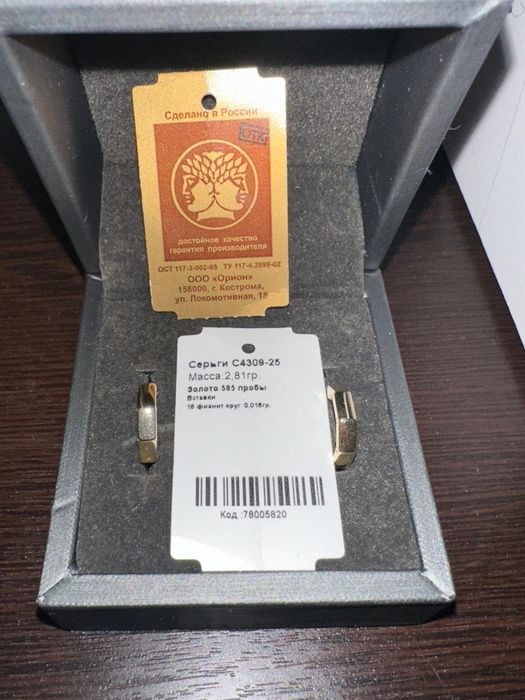 Сделано в России
ОТК
достойное качество
гарантия производителя
ОСТ 117-3-002-95 ТУ 117-4.2099-02
ООО «Орион»
156000, г. Кострома,
ул. Локомотивная, 18
Серьги С4309-25
Масса:2,81гр.
Золото 585 пробы
Вставки
16 фианит круг 0,016гр.
Код :78005820